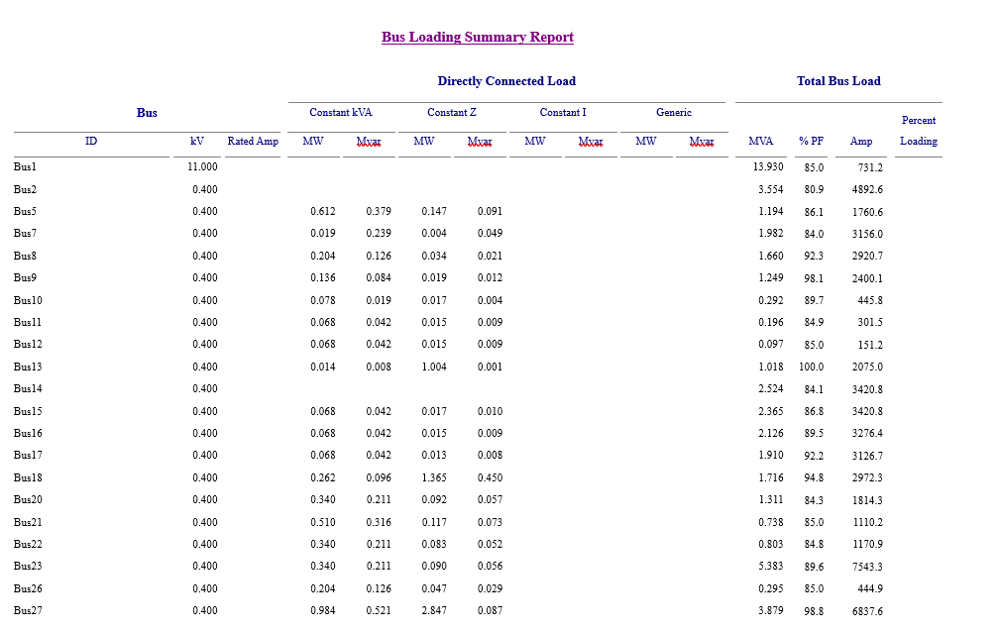 Bus Loading Summary Report
Directly Connected Load Total Bus Load
Bus Constant kVA Constant Z Constant I Generic
Percent
ID kV Rated Amp MW Mvar MW Mvar MW Mvar MW Mvar MVA % PF Amp Loading
Bus1 11.000 13.930 85.0 731.2
Bus2 0.400 3.554 80.9 4892.6
Bus5 0.400 0.612 0.379 0.147 0.091 1.194 86.1 1760.6
Bus7 0.400 0.019 0.239 0.004 0.049 1.982 84.0 3156.0
Bus8 0.400 0.204 0.126 0.034 0.021 1.660 92.3 2920.7
Bus9 0.400 0.136 0.084 0.019 0.012 1.249 98.1 2400.1
Bus10 0.400 0.078 0.019 0.017 0.004 0.292 89.7 445.8
Bus11 0.400 0.068 0.042 0.015 0.009 0.196 84.9 301.5
Bus12 0.400 0.068 0.042 0.015 0.009 0.097 85.0 151.2
Bus13 0.400 0.014 0.008 1.004 0.001 1.018 100.0 2075.0
Bus14 0.400 2.524 84.1 3420.8
Bus15 0.400 0.068 0.042 0.017 0.010 2.365 86.8 3420.8
Bus16 0.400 0.068 0.042 0.015 0.009 2.126 89.5 3276.4
Bus17 0.400 0.068 0.042 0.013 0.008 1.910 92.2 3126.7
Bus18 0.400 0.262 0.096 1.365 0.450 1.716 94.8 2972.3
Bus20 0.400 0.340 0.211 0.092 0.057 1.311 84.3 1814.3
Bus21 0.400 0.510 0.316 0.117 0.073 0.738 85.0 1110.2
Bus22 0.400 0.340 0.211 0.083 0.052 0.803 84.8 1170.9
Bus23 0.400 0.340 0.211 0.090 0.056 5.383 89.6 7543.3
Bus26 0.400 0.204 0.126 0.047 0.029 0.295 85.0 444.9
Bus27 0.400 0.984 0.521 2.847 0.087 3.879 98.8 6837.6